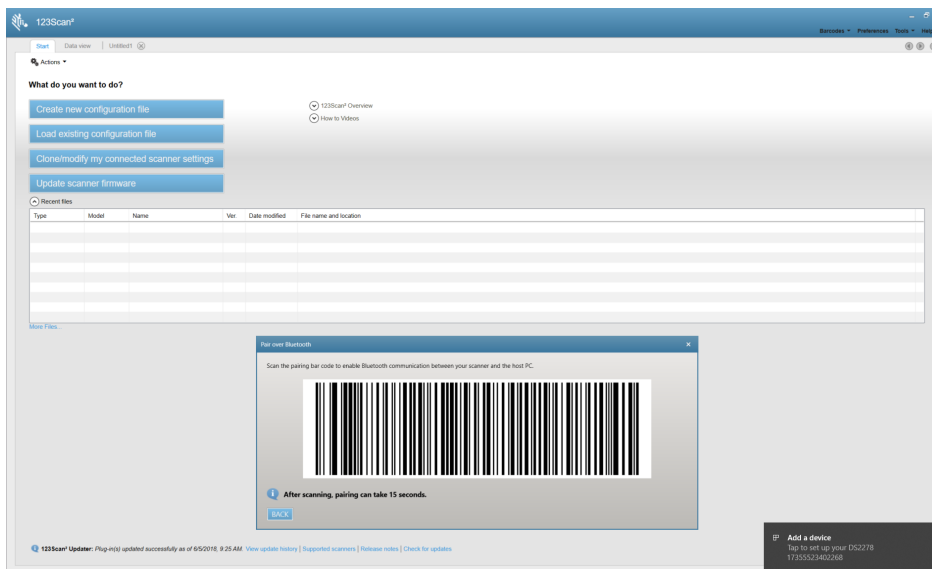 123Scan²
Barcodes Preferences Tools Help
Start Data view Untitled1
Actions
What do you want to do?
Create new configuration file
Load existing configuration file
Clone/modify my connected scanner settings
Update scanner firmware
123Scan² Overview
How to Videos
Recent files
Type Model Name Ver. Date modified File name and location
More Files...
Pair over Bluetooth
Scan the pairing bar code to enable Bluetooth communication between your scanner and the host PC.
After scanning, pairing can take 15 seconds.
BACK
123Scan² Updater: Plug-in(s) updated successfully as of 6/5/2018, 9:25 AM. View update history | Supported scanners | Release notes | Check for updates
Add a device
Tap to set up your DS2278
17355523402268